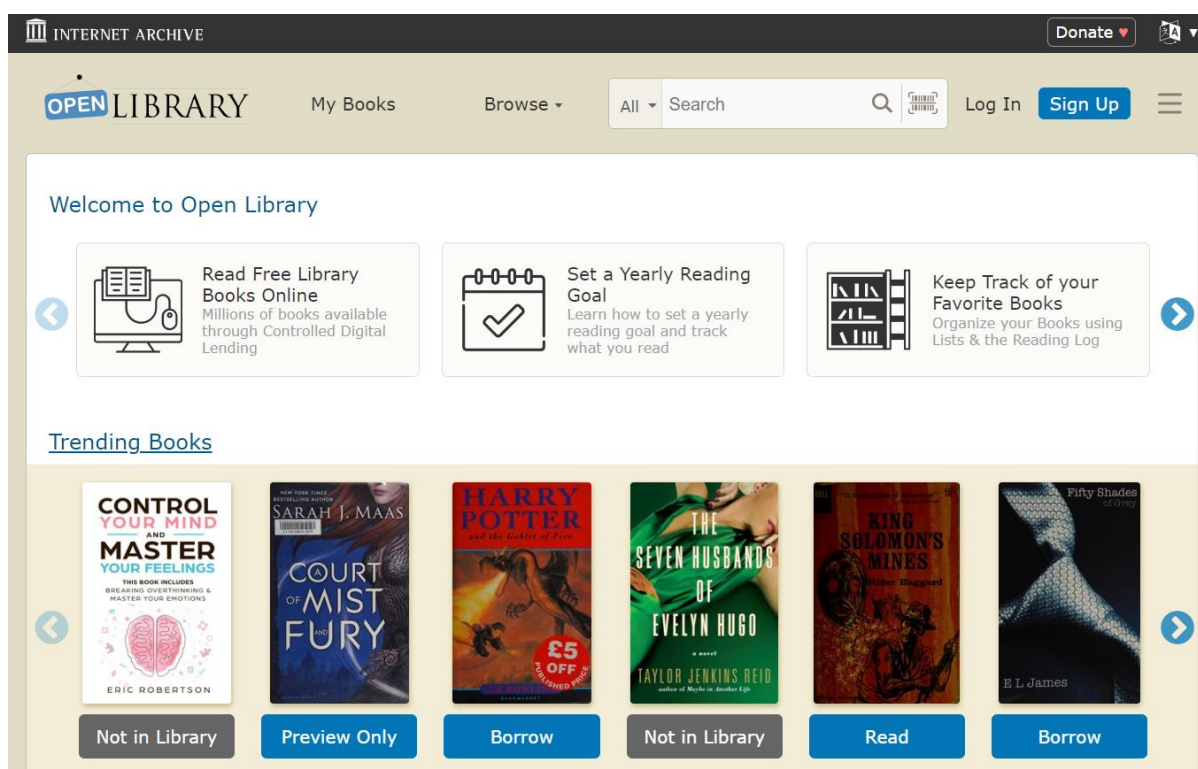 INTERNET ARCHIVE
Donate ♥
OPEN LIBRARY
My Books
Browse
All
Search
Log In
Sign Up
Welcome to Open Library
Read Free Library
Books Online
Millions of books available
through Controlled Digital
Lending
Set a Yearly Reading
Goal
Learn how to set a yearly
reading goal and track
what you read
Keep Track of your
Favorite Books
Organize your Books using
Lists & the Reading Log
Trending Books
CONTROL
YOUR MIND
AND
MASTER
YOUR FEELINGS
THIS BOOK INCLUDES
BREAKING OVERTHINKING &
MASTER YOUR EMOTIONS
ERIC ROBERTSON
Not in Library
NEW YORK TIMES
BESTSELLING AUTHOR
SARAH J. MAAS
A
COURT
OF MIST
AND
FURY
Preview Only
HARRY
POTTER
and the Goblet of Fire
£5
OFF
PUBLISHED PRICE
J.K. ROWLING
BLOOMSBURY
Borrow
THE
SEVEN HUSBANDS
OF
EVELYN HUGO
a novel
TAYLOR JENKINS REID
author of Maybe in Another Life
Not in Library
KING
SOLOMON'S
MINES
Rider Haggard
Read
Fifty Shades
of Grey
E L James
Borrow